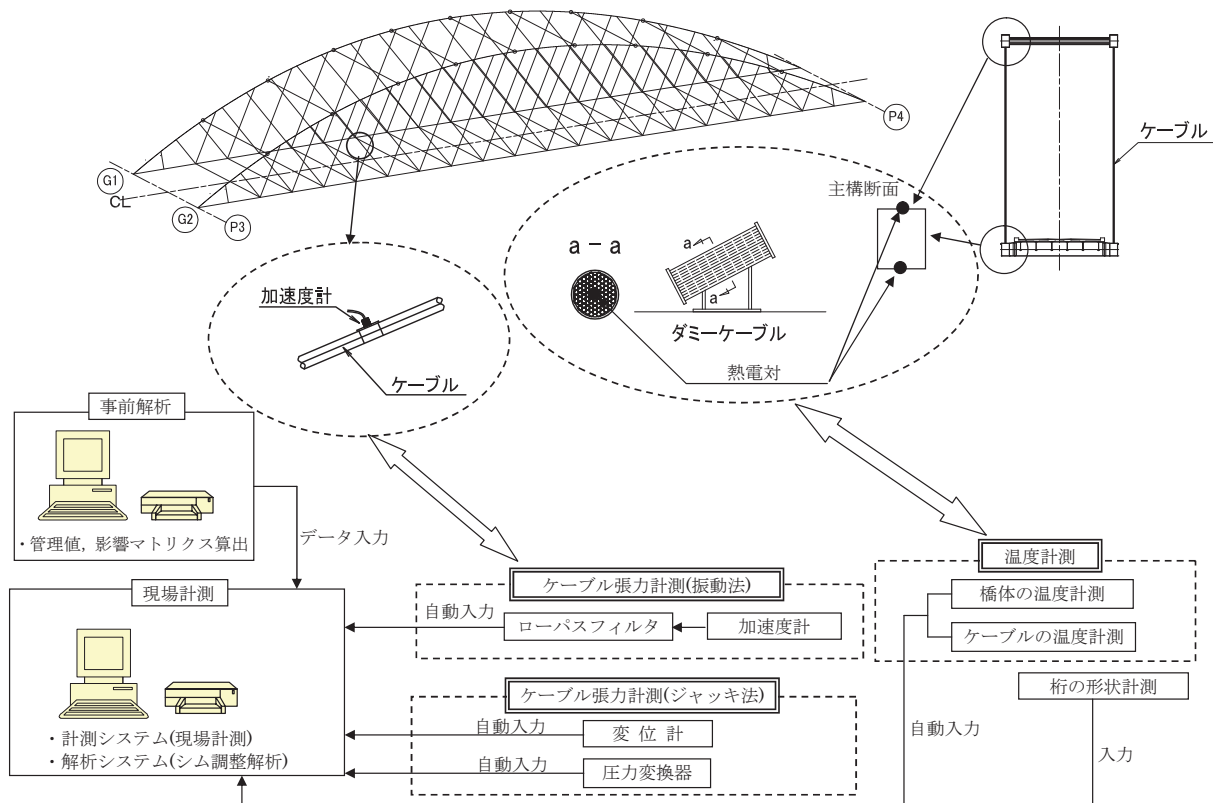 G1
CL
G2
P3
P4
ケーブル
主構断面
a－a
a
a
ダミーケーブル
熱電対
加速度計
ケーブル
事前解析
・管理値, 影響マトリクス算出
データ入力
現場計測
・計測システム(現場計測)
・解析システム(シム調整解析)
ケーブル張力計測(振動法)
自動入力
ローパスフィルタ
加速度計
ケーブル張力計測(ジャッキ法)
自動入力
変位計
自動入力
圧力変換器
温度計測
橋体の温度計測
ケーブルの温度計測
桁の形状計測
自動入力
入力